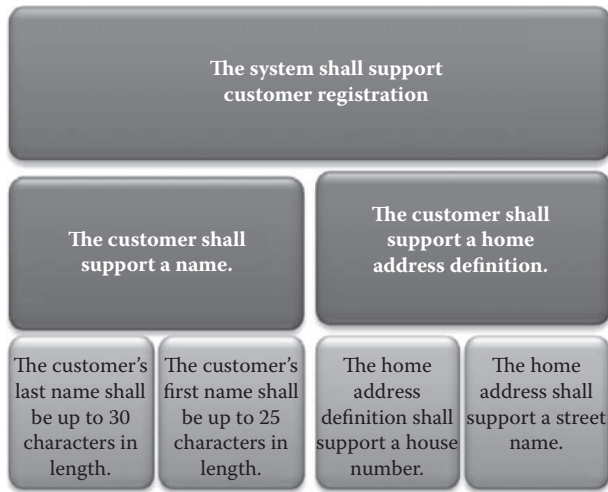 The system shall support
customer registration
The customer shall
support a name.
The customer shall
support a home
address definition.
The customer's
last name shall
be up to 30
characters in
length.
The customer's
first name shall
be up to 25
characters in
length.
The home
address
definition shall
support a house
number.
The home
address shall
support a street
name.